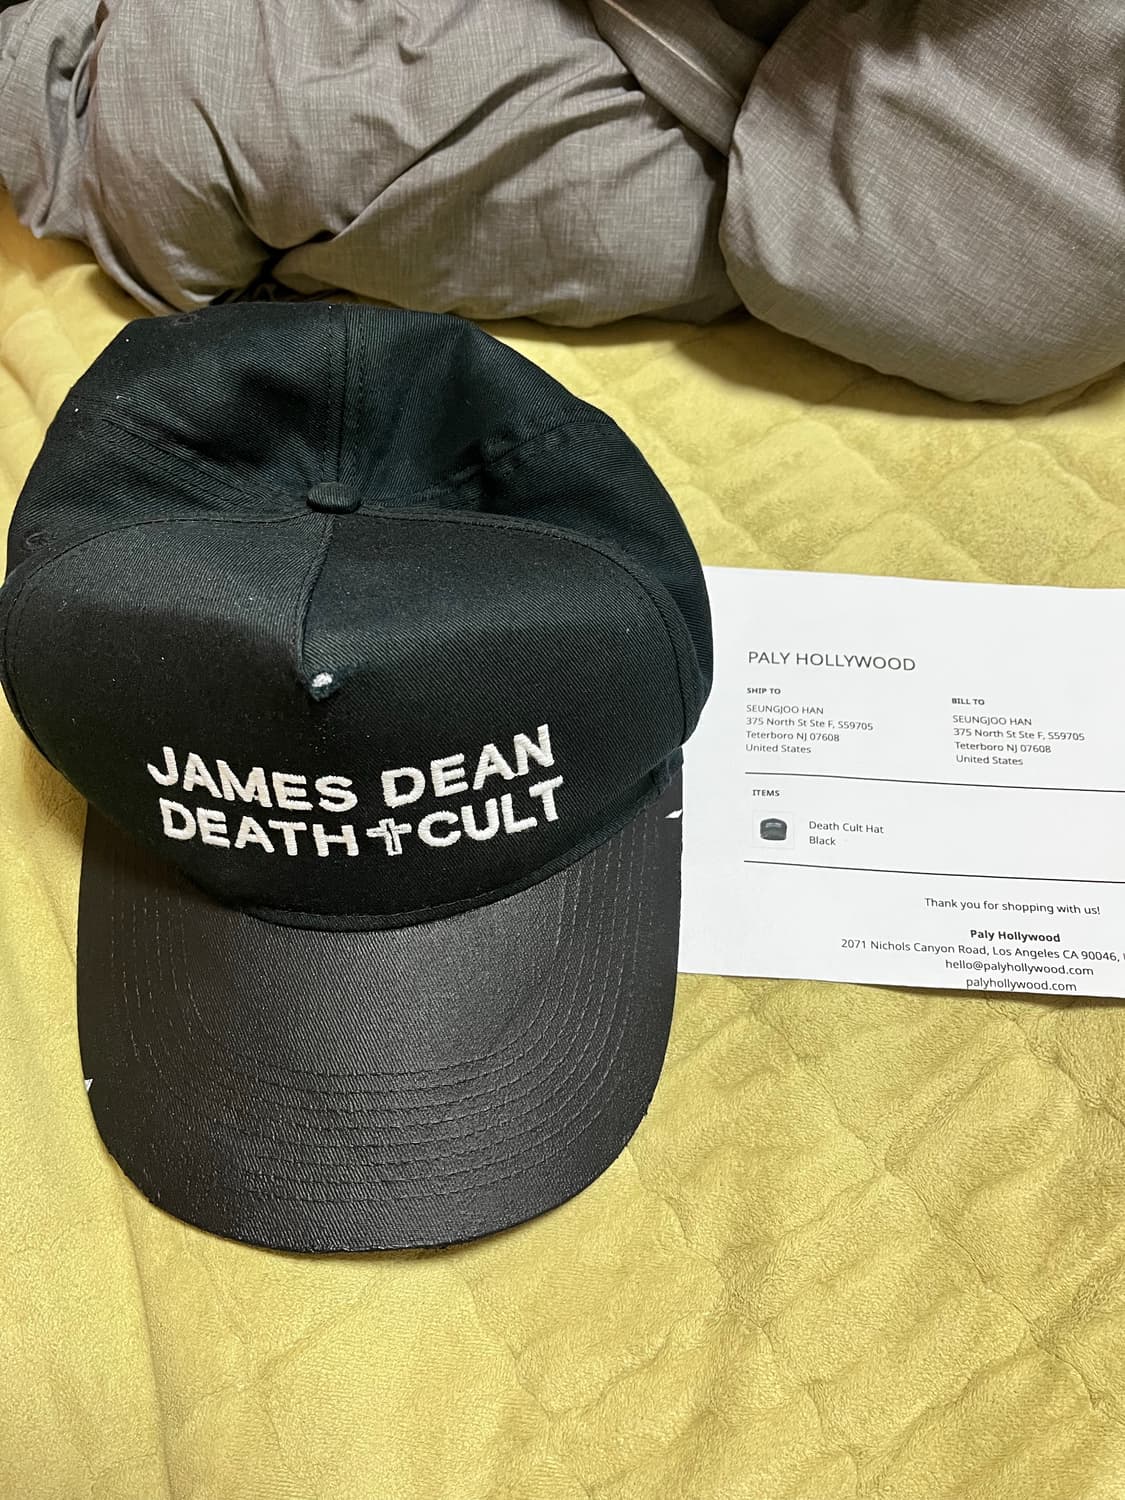 JAMES DEAN
DEATH✝CULT
PALY HOLLYWOOD
SHIP TO
SEUNGJOO HAN
375 North St Ste F, S59705
Teterboro NJ 07608
United States
BILL TO
SEUNGJOO HAN
375 North St Ste F, S59705
Teterboro NJ 07608
United States
ITEMS
Death Cult Hat
Black
Thank you for shopping with us!
Paly Hollywood
2071 Nichols Canyon Road, Los Angeles CA 90046,
hello@palyhollywood.com
palyhollywood.com